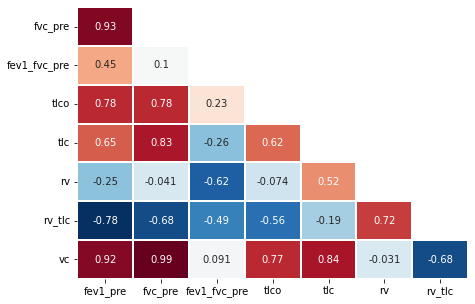 fvc_pre 0.93
fev1_fvc_pre 0.45 0.1
tlco 0.78 0.78 0.23
tlc 0.65 0.83 -0.26 0.62
rv -0.25 -0.041 -0.62 -0.074 0.52
rv_tlc -0.78 -0.68 -0.49 -0.56 -0.19 0.72
vc 0.92 0.99 0.091 0.77 0.84 -0.031 -0.68
fev1_pre fvc_pre fev1_fvc_pre tlco tlc rv rv_tlc